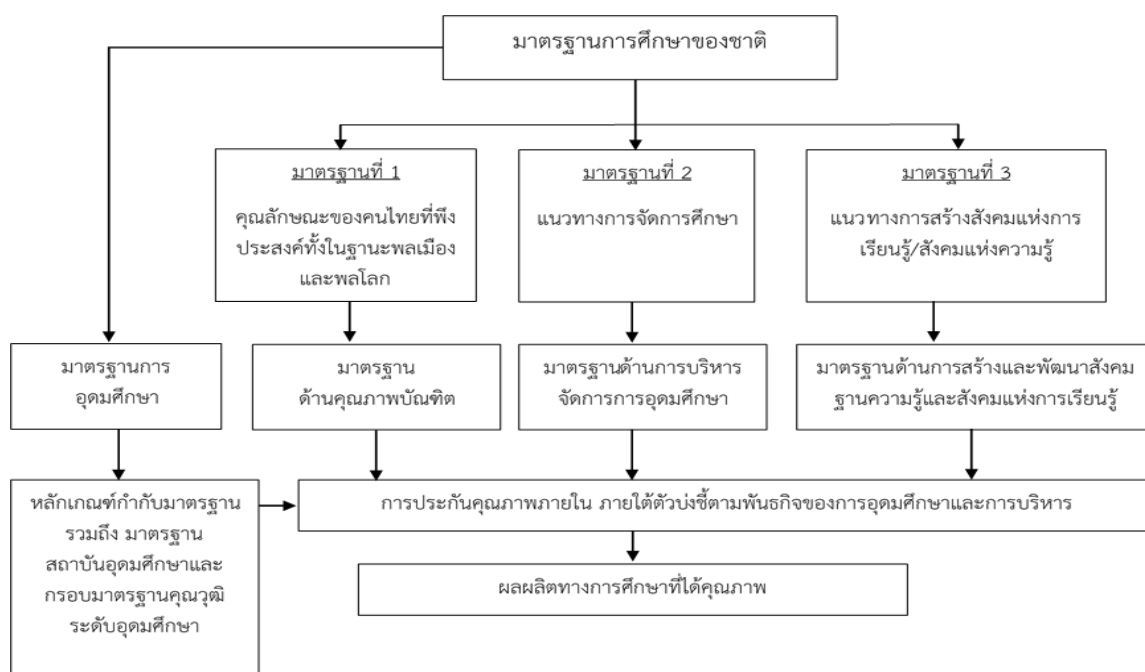 มาตรฐานการศึกษาของชาติ
มาตรฐานที่ 1
คุณลักษณะของคนไทยที่พึง
ประสงค์ทั้งในฐานะพลเมือง
และพลโลก
มาตรฐานที่ 2
แนวทางการจัดการศึกษา
มาตรฐานที่ 3
แนวทางการสร้างสังคมแห่งการ
เรียนรู้/สังคมแห่งความรู้
มาตรฐานการ
อุดมศึกษา
มาตรฐาน
ด้านคุณภาพบัณฑิต
มาตรฐานด้านการบริหาร
จัดการการอุดมศึกษา
มาตรฐานด้านการสร้างและพัฒนาสังคม
ฐานความรู้และสังคมแห่งการเรียนรู้
หลักเกณฑ์กำกับมาตรฐาน
รวมถึง มาตรฐาน
สถาบันอุดมศึกษาและ
กรอบมาตรฐานคุณวุฒิ
ระดับอุดมศึกษา
การประกันคุณภาพภายใน ภายใต้ตัวบ่งชี้ตามพันธกิจของการอุดมศึกษาและการบริหาร
ผลผลิตทางการศึกษาที่ได้คุณภาพ